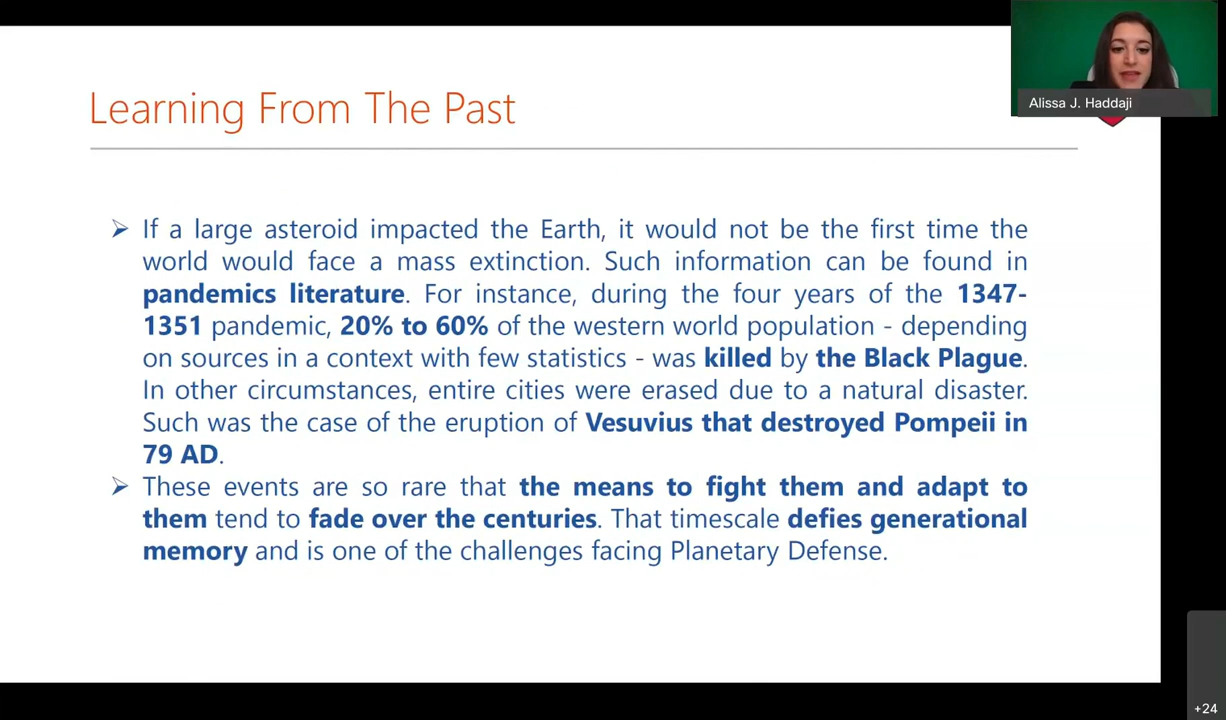 Alissa J. Haddaji
Learning From The Past
If a large asteroid impacted the Earth, it would not be the first time the
world would face a mass extinction. Such information can be found in
pandemics literature. For instance, during the four years of the 1347-
1351 pandemic, 20% to 60% of the western world population - depending
on sources in a context with few statistics - was killed by the Black Plague.
In other circumstances, entire cities were erased due to a natural disaster.
Such was the case of the eruption of Vesuvius that destroyed Pompeii in
79 AD.
These events are so rare that the means to fight them and adapt to
them tend to fade over the centuries. That timescale defies generational
memory and is one of the challenges facing Planetary Defense.
+24